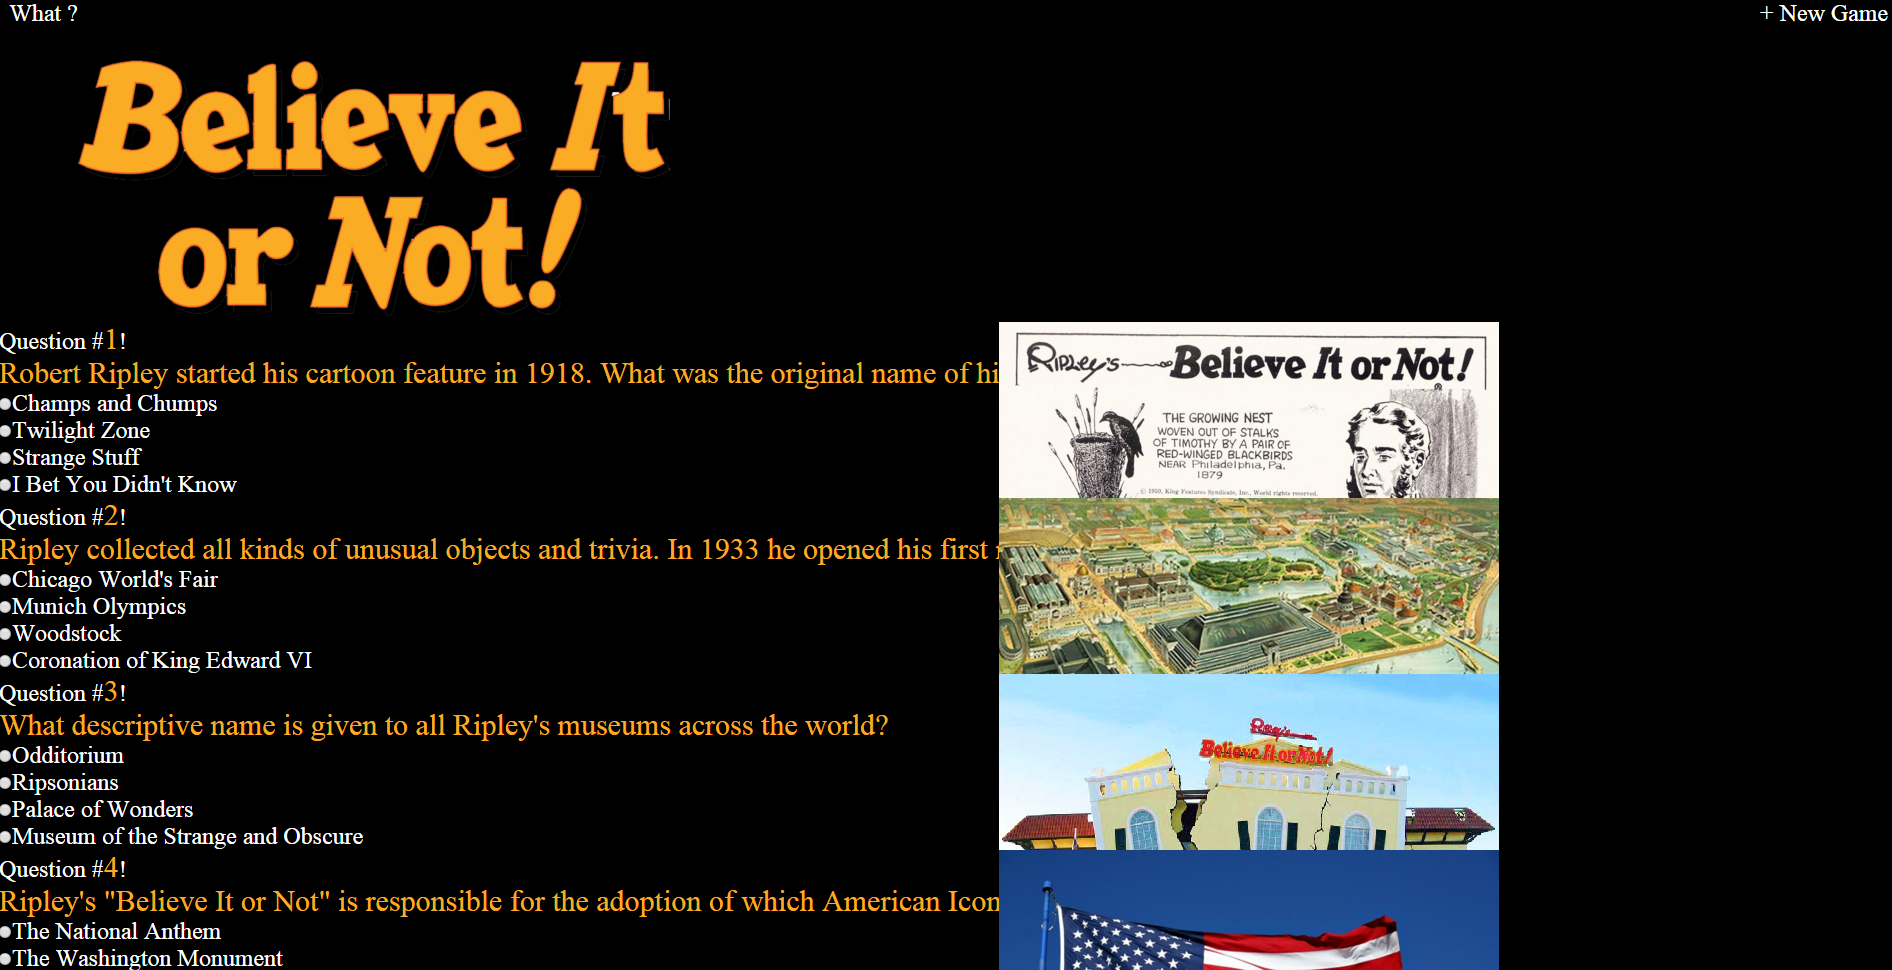 What ?
+ New Game
Believe It
or Not!
Question #1!
Robert Ripley started his cartoon feature in 1918. What was the original name of hi
Champs and Chumps
Twilight Zone
Strange Stuff
I Bet You Didn't Know
Ripley's Believe It or Not!
THE GROWING NEST
WOVEN OUT OF STALKS
OF TIMOTHY BY A PAIR OF
RED-WINGED BLACKBIRDS
NEAR Philadelphia, Pa.
1879
© 1950, King Features Syndicate, Inc., World rights reserved.
Question #2!
Ripley collected all kinds of unusual objects and trivia. In 1933 he opened his first
Chicago World's Fair
Munich Olympics
Woodstock
Coronation of King Edward VI
Question #3!
What descriptive name is given to all Ripley's museums across the world?
Odditorium
Ripsonians
Palace of Wonders
Museum of the Strange and Obscure
Ripley's
Believe It or Not!
Question #4!
Ripley's "Believe It or Not" is responsible for the adoption of which American Icon
The National Anthem
The Washington Monument